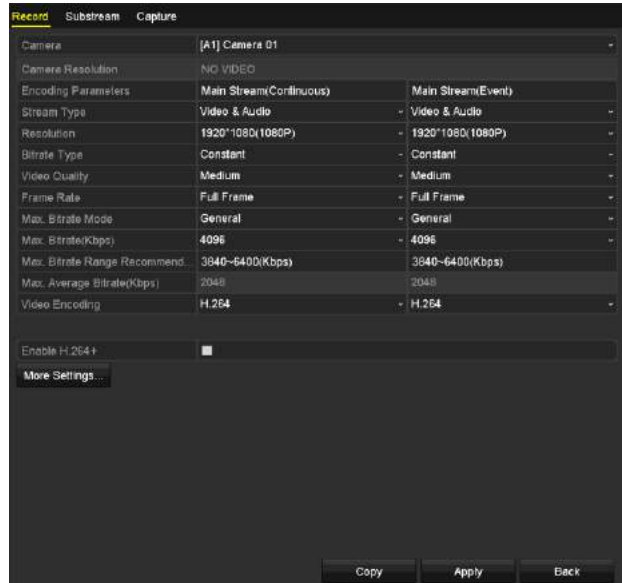 Record Substream Capture
Camera [A1] Camera 01
Camera Resolution NO VIDEO
Encoding Parameters Main Stream(Continuous) Main Stream(Event)
Stream Type Video & Audio Video & Audio
Resolution 1920*1080(1080P) 1920*1080(1080P)
Bitrate Type Constant Constant
Video Quality Medium Medium
Frame Rate Full Frame Full Frame
Max. Bitrate Mode General General
Max. Bitrate(Kbps) 4096 4096
Max. Bitrate Range Recommend... 3840~6400(Kbps) 3840~6400(Kbps)
Max. Average Bitrate(Kbps) 2048 2048
Video Encoding H.264 H.264
Enable H.264+
More Settings...
Copy Apply Back